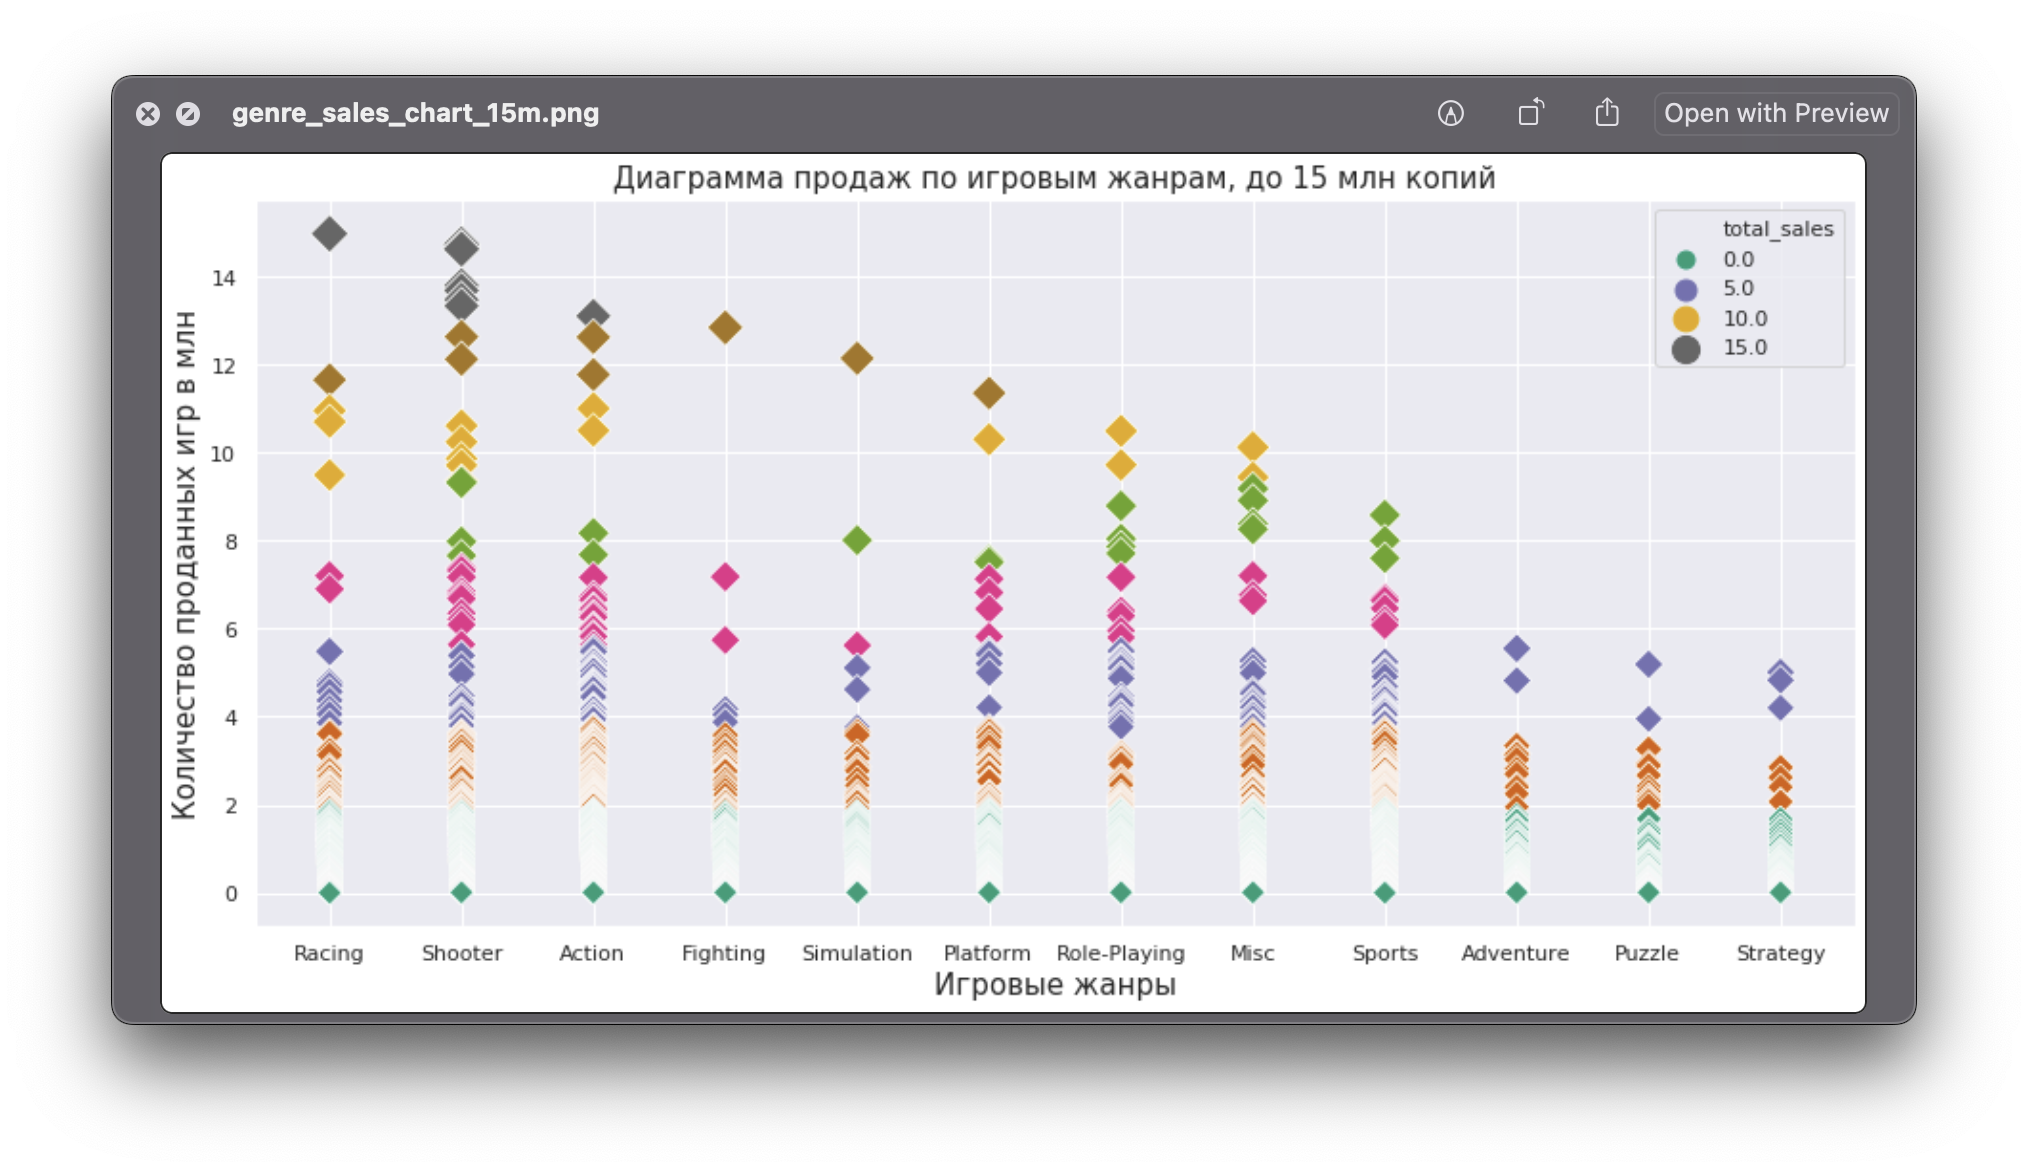 genre_sales_chart_15m.png
Open with Preview
Диаграмма продаж по игровым жанрам, до 15 млн копий
total_sales
0.0
5.0
10.0
15.0
Количество проданных игр в млн
14
12
10
8
6
4
2
0
Racing Shooter Action Fighting Simulation Platform Role-Playing Misc Sports Adventure Puzzle Strategy
Игровые жанры